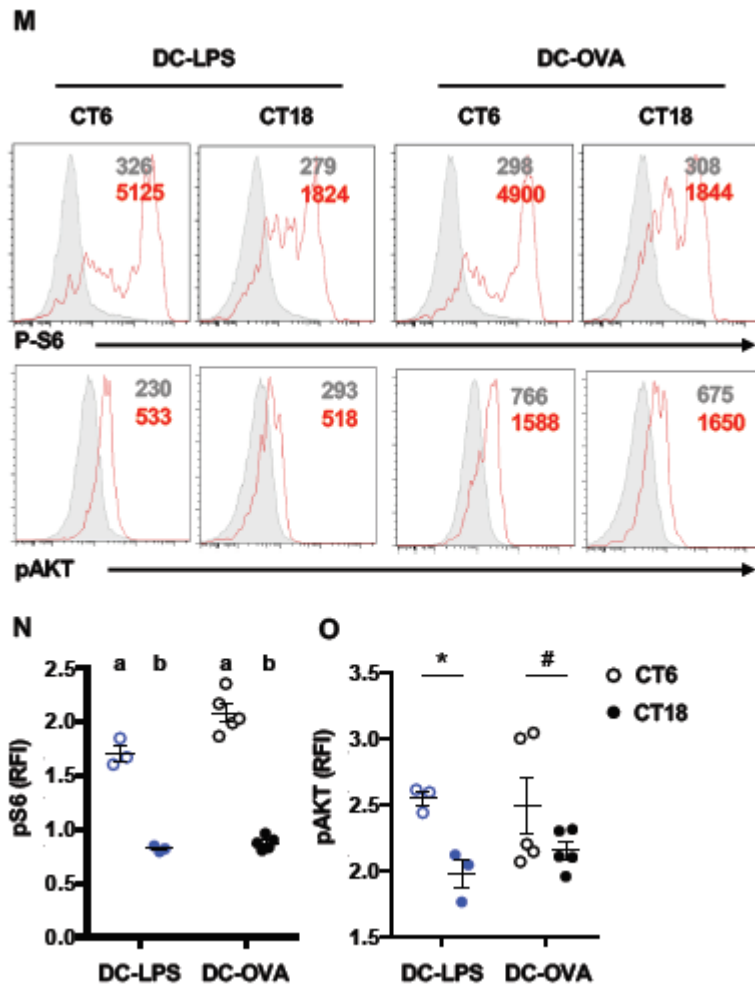 M
DC-LPS DC-OVA
CT6 CT18 CT6 CT18
326 279 298 308
5125 1824 4900 1844
P-S6
230 293 766 675
533 518 1588 1650
pAKT
N
a b a b
2.5
2.0
1.5
1.0
0.5
0.0
pS6 (RFI)
DC-LPS DC-OVA
O
* #
3.5
3.0
2.5
2.0
1.5
pAKT (RFI)
DC-LPS DC-OVA
CT6
CT18